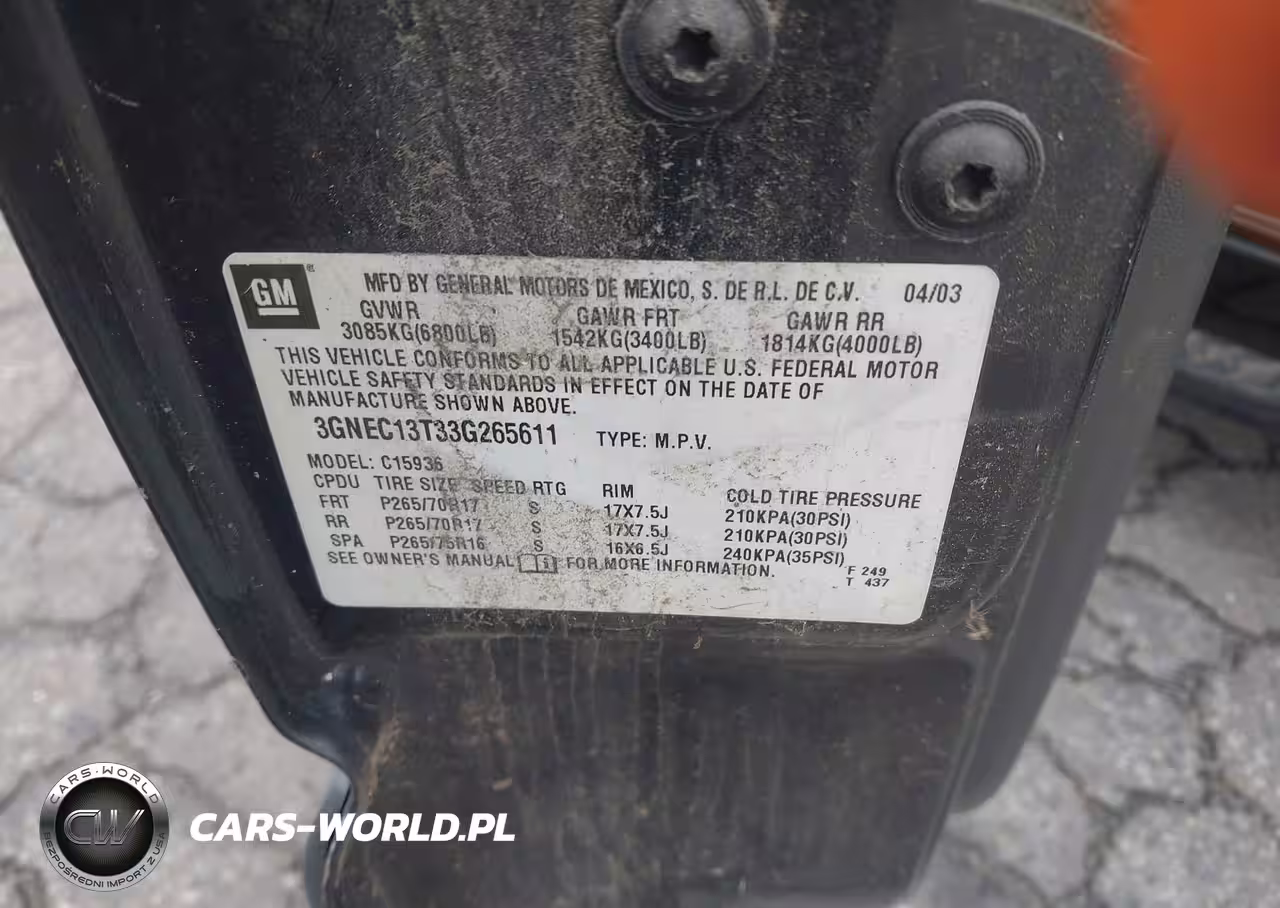 GM
MFD BY GENERAL MOTORS DE MEXICO, S. DE R.L. DE C.V. 04/03
GVWR GAWR FRT GAWR RR
3085KG(6800LB) 1542KG(3400LB) 1814KG(4000LB)
THIS VEHICLE CONFORMS TO ALL APPLICABLE U.S. FEDERAL MOTOR
VEHICLE SAFETY STANDARDS IN EFFECT ON THE DATE OF
MANUFACTURE SHOWN ABOVE.
3GNEC13T33G265611 TYPE: M.P.V.
MODEL: C15936
CPDU TIRE SIZE SPEED RTG RIM COLD TIRE PRESSURE
FRT P265/70R17 S 17X7.5J 210KPA(30PSI)
RR P265/70R17 S 17X7.5J 210KPA(30PSI)
SPA P265/75R16 S 16X6.5J 240KPA(35PSI)
SEE OWNER'S MANUAL FOR MORE INFORMATION.
F 249
T 437
CARS-WORLD
CW
BEZPOŚREDNI IMPORT Z USA
CARS-WORLD.PL